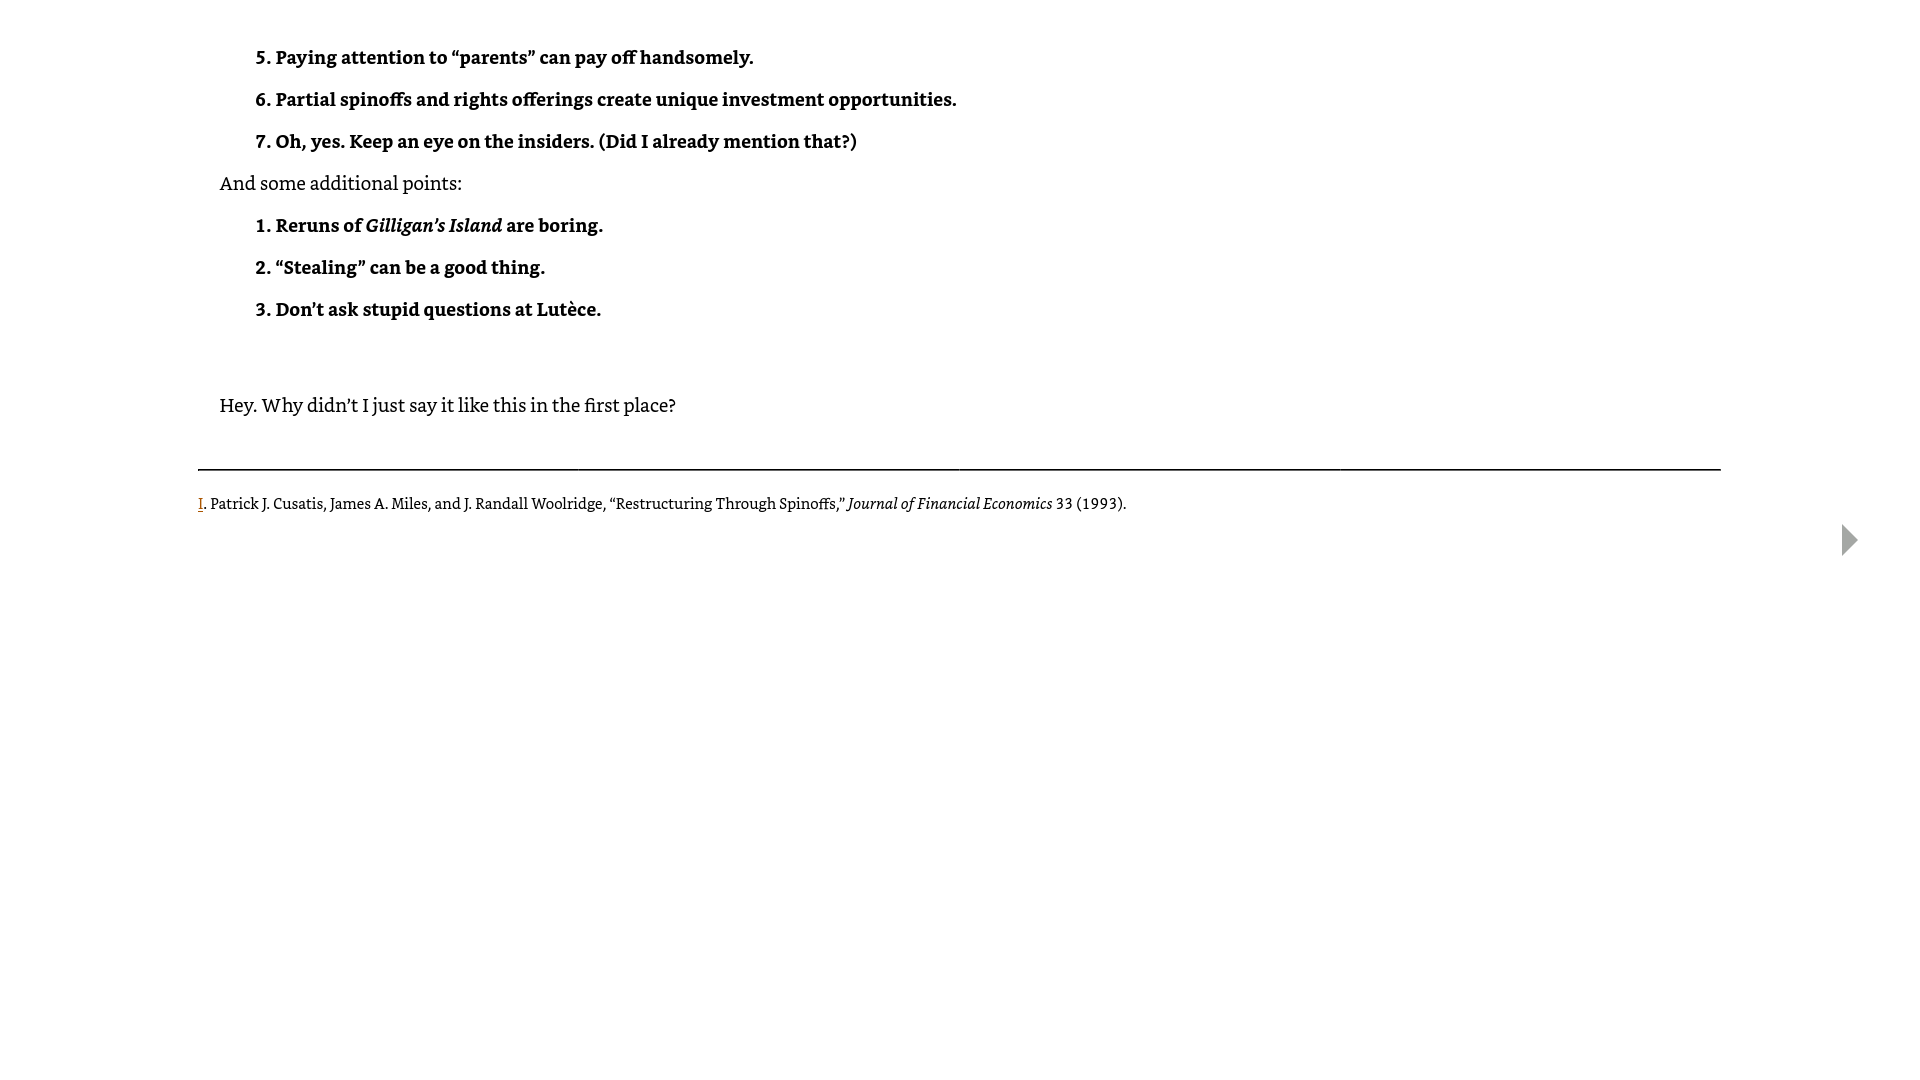 5. Paying attention to “parents” can pay off handsomely.
6. Partial spinoffs and rights offerings create unique investment opportunities.
7. Oh, yes. Keep an eye on the insiders. (Did I already mention that?)
And some additional points:
1. Reruns of Gilligan’s Island are boring.
2. “Stealing” can be a good thing.
3. Don’t ask stupid questions at Lutèce.
Hey. Why didn’t I just say it like this in the first place?
I. Patrick J. Cusatis, James A. Miles, and J. Randall Woolridge, “Restructuring Through Spinoffs,” Journal of Financial Economics 33 (1993).